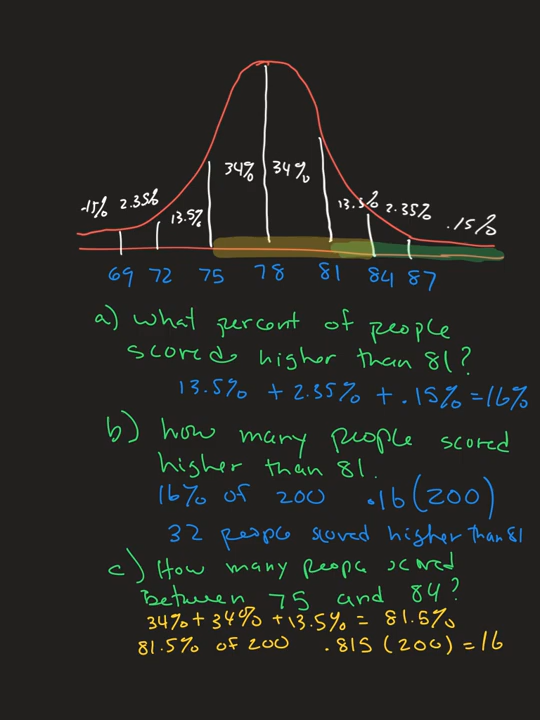 34% 34%
.15% 2.35% 13.5% 13.5% 2.35% .15%
69 72 75 78 81 84 87
a) what percent of people
scored higher than 81?
13.5% + 2.35% + .15% = 16%
b) how many people scored
higher than 81.
16% of 200 .16(200)
32 people scored higher than 81
c) How many people scored
between 75 and 84?
34% + 34% + 13.5% = 81.5%
81.5% of 200 .815 (200) = 16